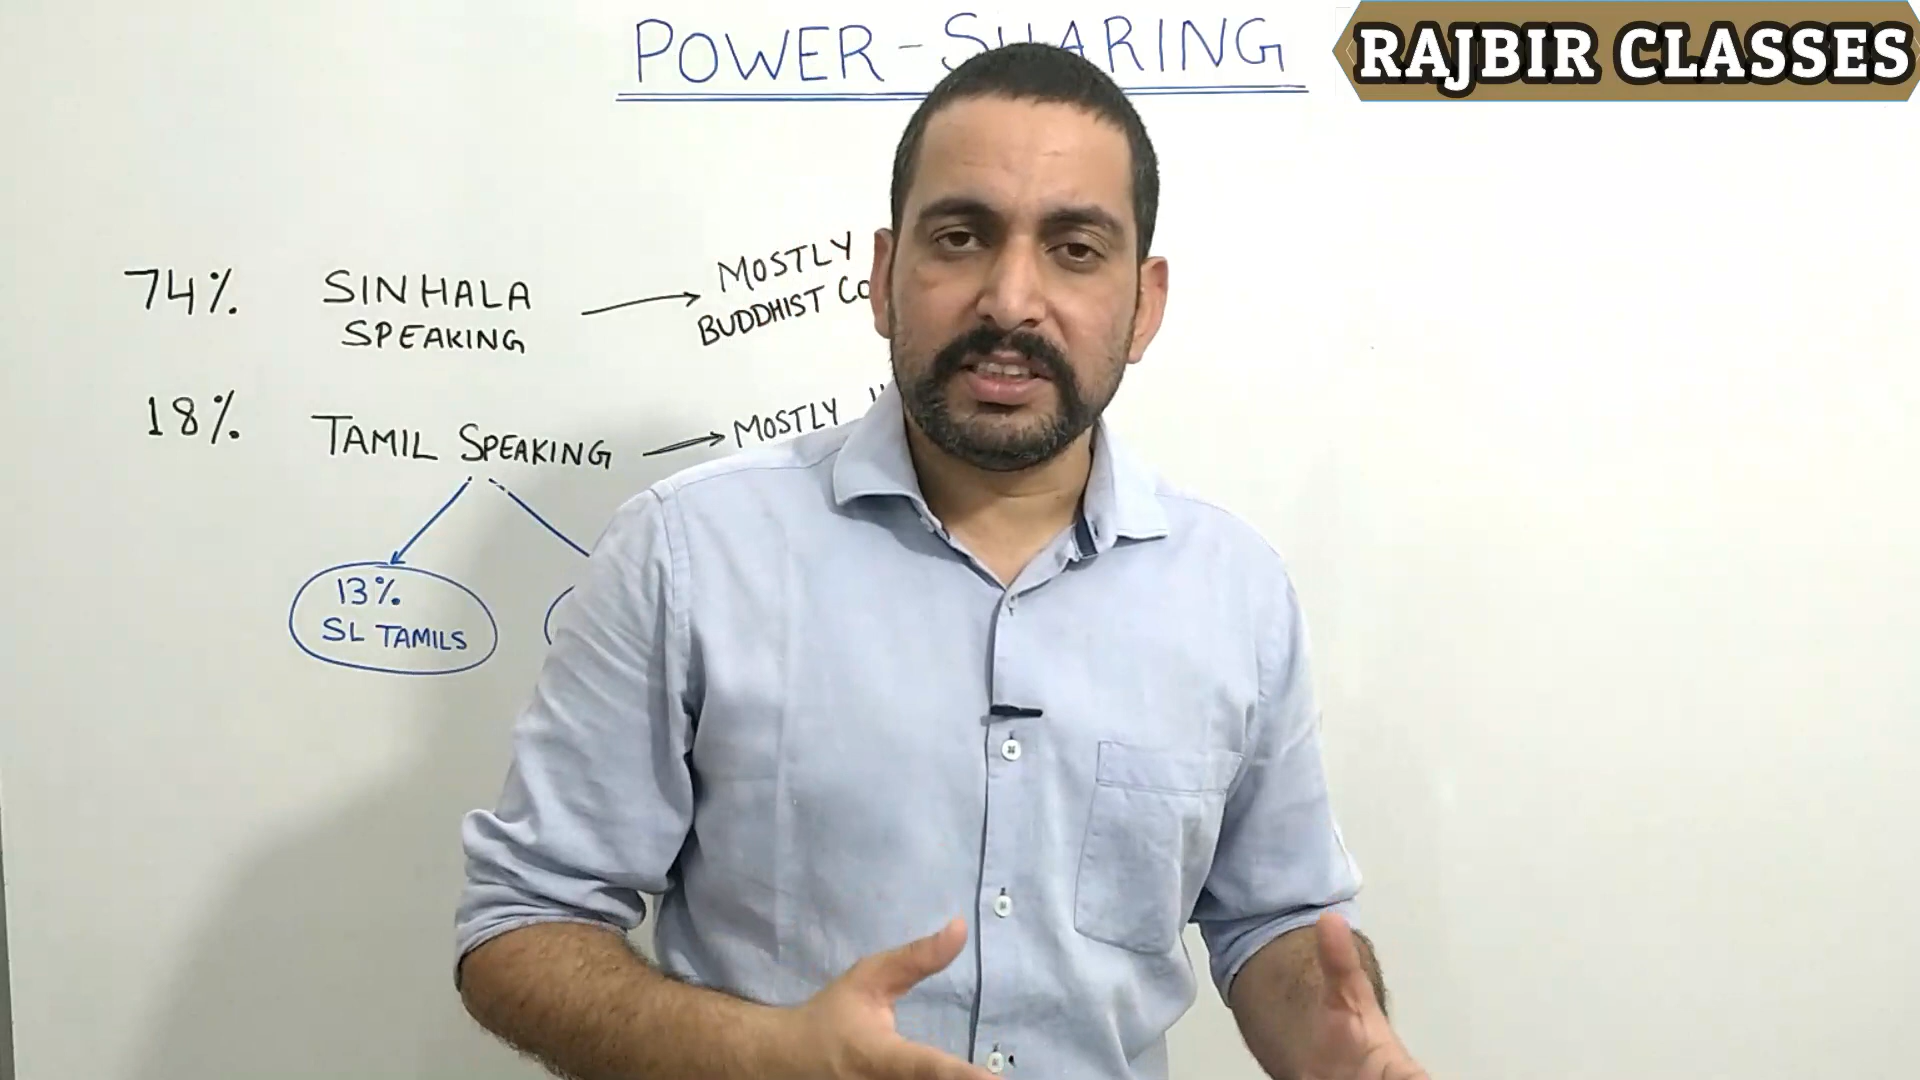 POWER-SHARING
RAJBIR CLASSES
74% SINHALA
SPEAKING
MOSTLY
BUDDHIST
18% TAMIL SPEAKING
MOSTLY
13%
SL TAMILS